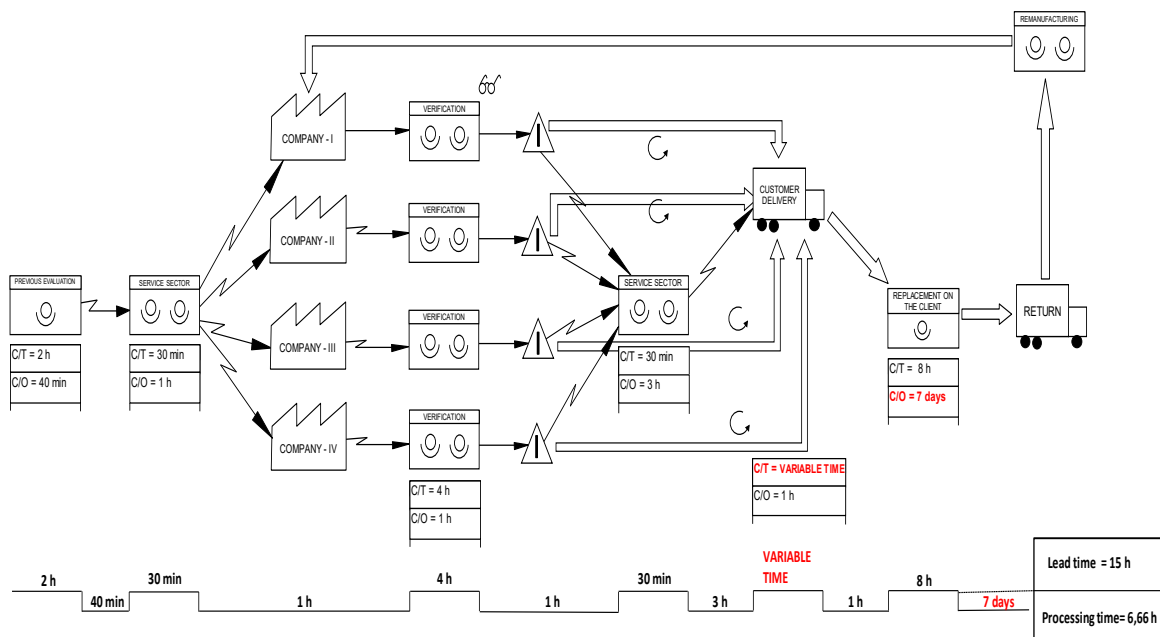 REMANUFACTURING
VERIFICATION
COMPANY - I
CUSTOMER
DELIVERY
VERIFICATION
COMPANY - II
PREVIOUS EVALUATION
SERVICE SECTOR
SERVICE SECTOR
REPLACEMENT ON
THE CLIENT
RETURN
VERIFICATION
COMPANY - III
C/T = 2 h
C/O = 40 min
C/T = 30 min
C/O = 1 h
C/T = 30 min
C/O = 3 h
C/T = 8 h
C/O = 7 days
VERIFICATION
COMPANY - IV
C/T = 4 h
C/O = 1 h
C/T = VARIABLE TIME
C/O = 1 h
2 h
40 min
30 min
1 h
4 h
1 h
30 min
3 h
VARIABLE
TIME
1 h
8 h
7 days
Lead time = 15 h
Processing time= 6,66 h